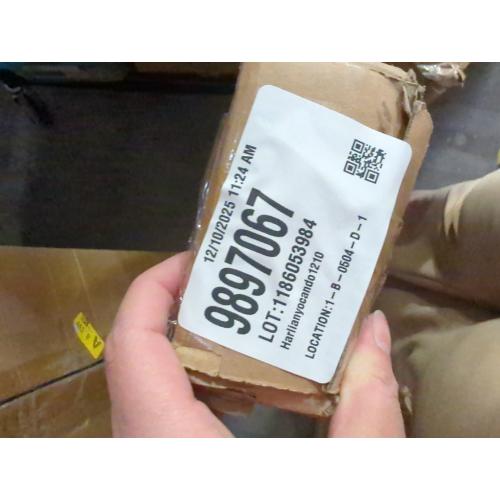 12/10/2025 11:24 AM
9897067
LOT:1186053984
Harlianyocando1210
LOCATION:1-B-0504-D-1